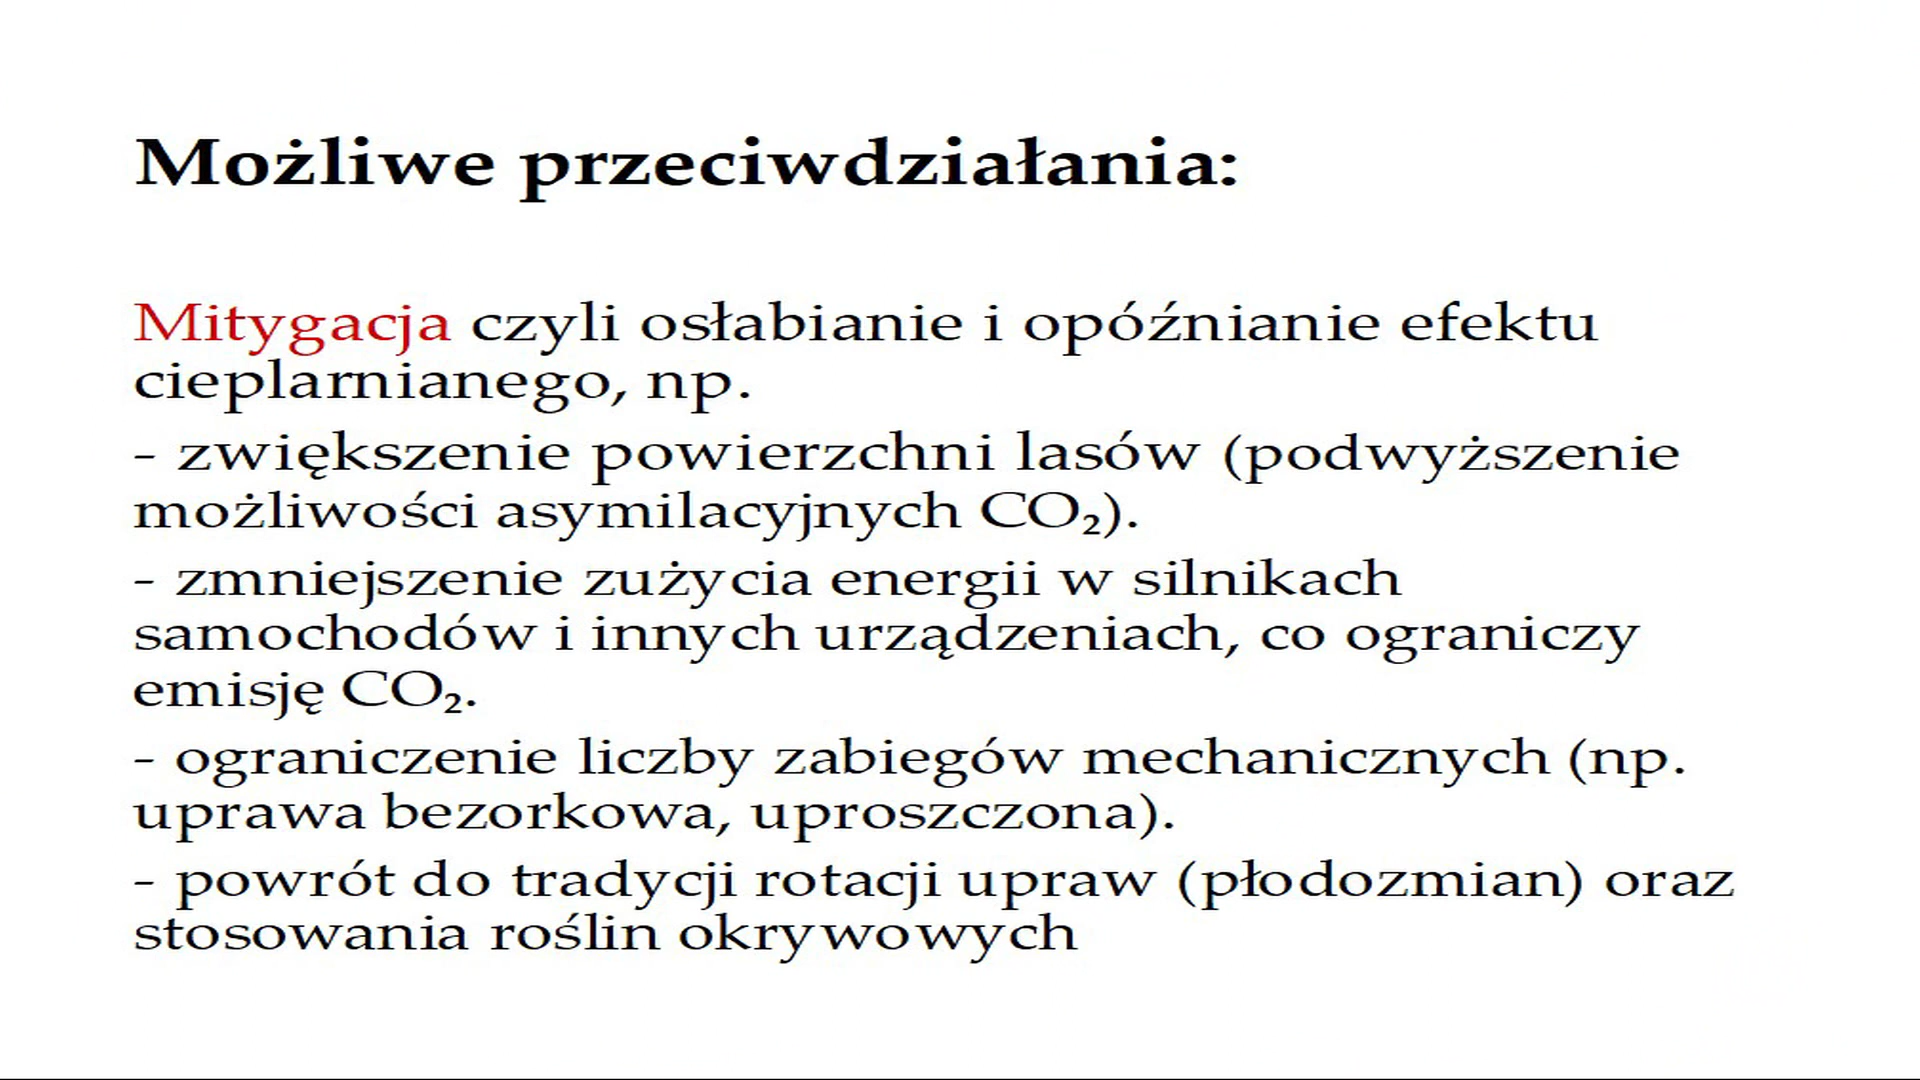 Możliwe przeciwdziałania:
Mitygacja czyli osłabianie i opóźnianie efektu
cieplarnianego, np.
- zwiększenie powierzchni lasów (podwyższenie
możliwości asymilacyjnych CO₂).
- zmniejszenie zużycia energii w silnikach
samochodów i innych urządzeniach, co ograniczy
emisję CO₂.
- ograniczenie liczby zabiegów mechanicznych (np.
uprawa bezorkowa, uproszczona).
- powrót do tradycji rotacji upraw (płodozmian) oraz
stosowania roślin okrywowych